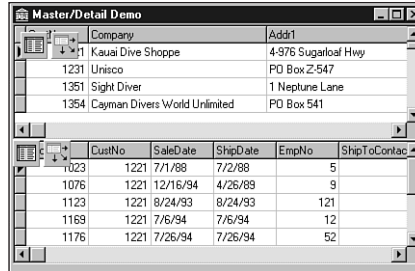 Master/Detail Demo
Company Addr1
21 Kauai Dive Shoppe 4-976 Sugarloaf Hwy
1231 Unisco PO Box Z-547
1351 Sight Diver 1 Neptune Lane
1354 Cayman Divers World Unlimited PO Box 541
CustNo SaleDate ShipDate EmpNo ShipToContac
1023 1221 7/1/88 7/2/88 5
1076 1221 12/16/94 4/26/89 9
1123 1221 8/24/93 8/24/93 121
1169 1221 7/6/94 7/6/94 12
1176 1221 7/26/94 7/26/94 52